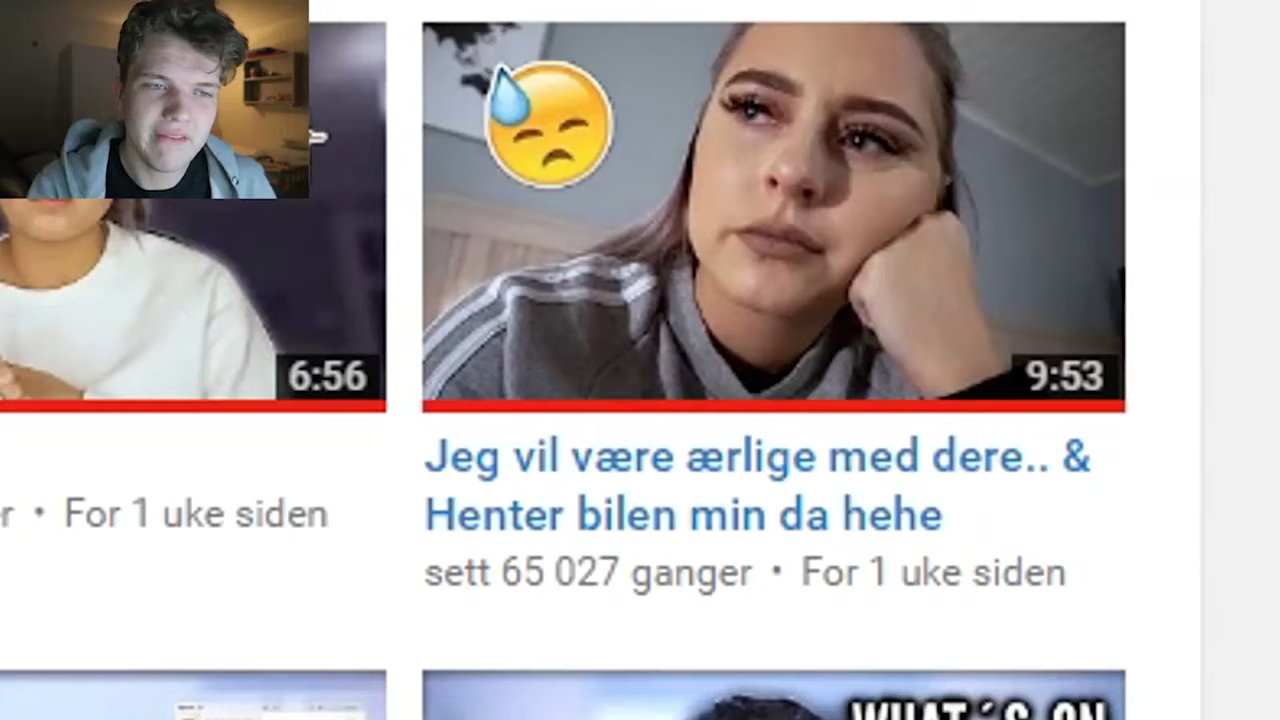 6:56
9:53
Jeg vil være ærlige med dere.. &
Henter bilen min da hehe
r • For 1 uke siden
sett 65 027 ganger • For 1 uke siden
WHAT´S ON